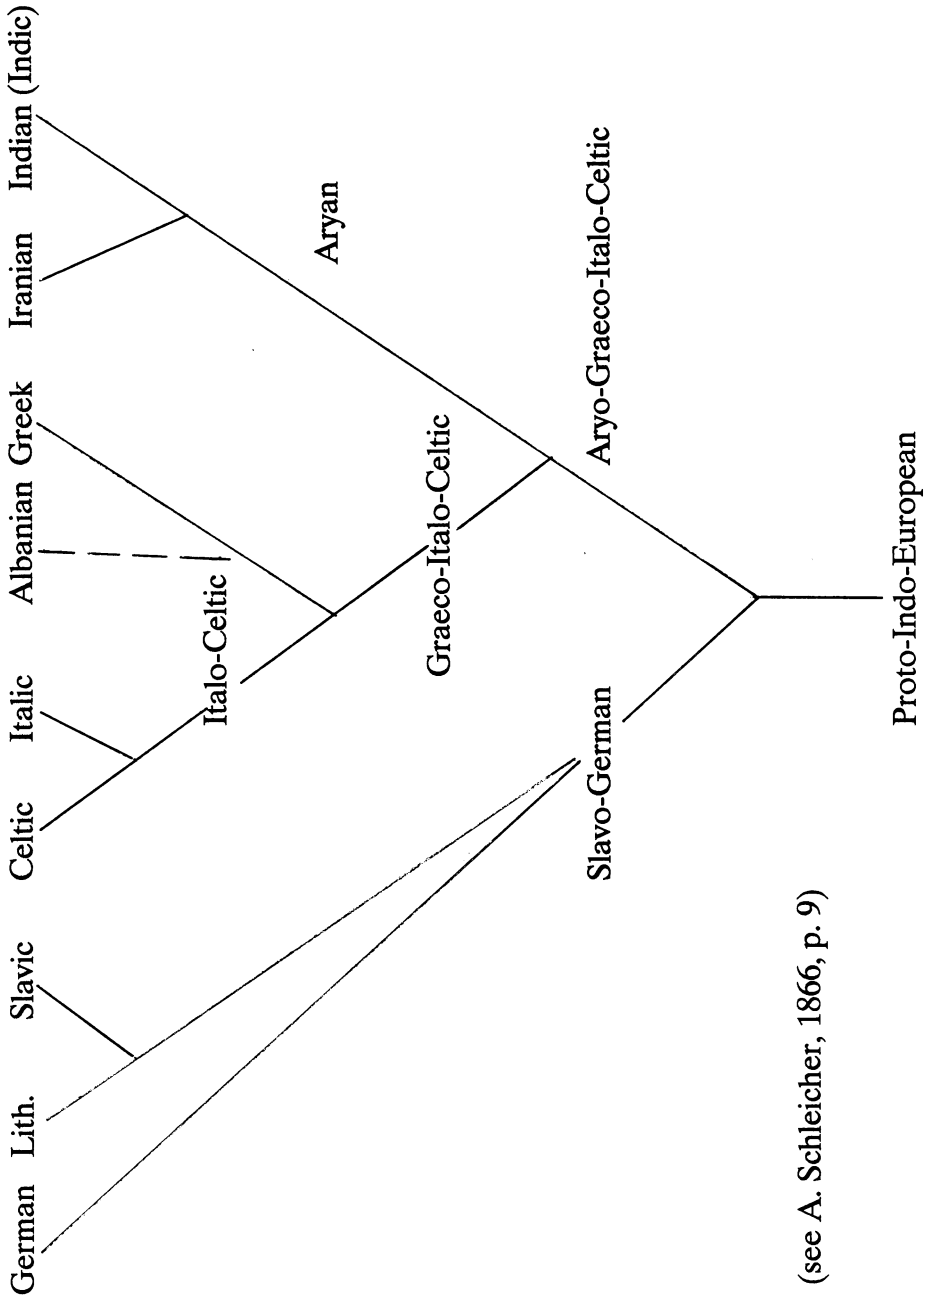 German Lith. Slavic Celtic Italic Albanian Greek Iranian Indian (Indic)
Italo-Celtic
Aryan
Graeco-Italo-Celtic
Slavo-German
Aryo-Graeco-Italo-Celtic
(see A. Schleicher, 1866, p. 9)
Proto-Indo-European